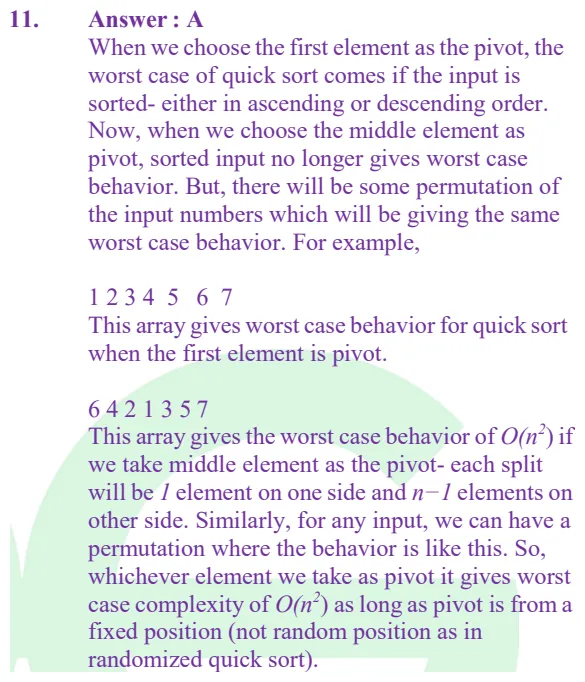 11. Answer : A
When we choose the first element as the pivot, the
worst case of quick sort comes if the input is
sorted- either in ascending or descending order.
Now, when we choose the middle element as
pivot, sorted input no longer gives worst case
behavior. But, there will be some permutation of
the input numbers which will be giving the same
worst case behavior. For example,
1 2 3 4 5 6 7
This array gives worst case behavior for quick sort
when the first element is pivot.
6 4 2 1 3 5 7
This array gives the worst case behavior of O(n²) if
we take middle element as the pivot- each split
will be 1 element on one side and n−1 elements on
other side. Similarly, for any input, we can have a
permutation where the behavior is like this. So,
whichever element we take as pivot it gives worst
case complexity of O(n²) as long as pivot is from a
fixed position (not random position as in
randomized quick sort).